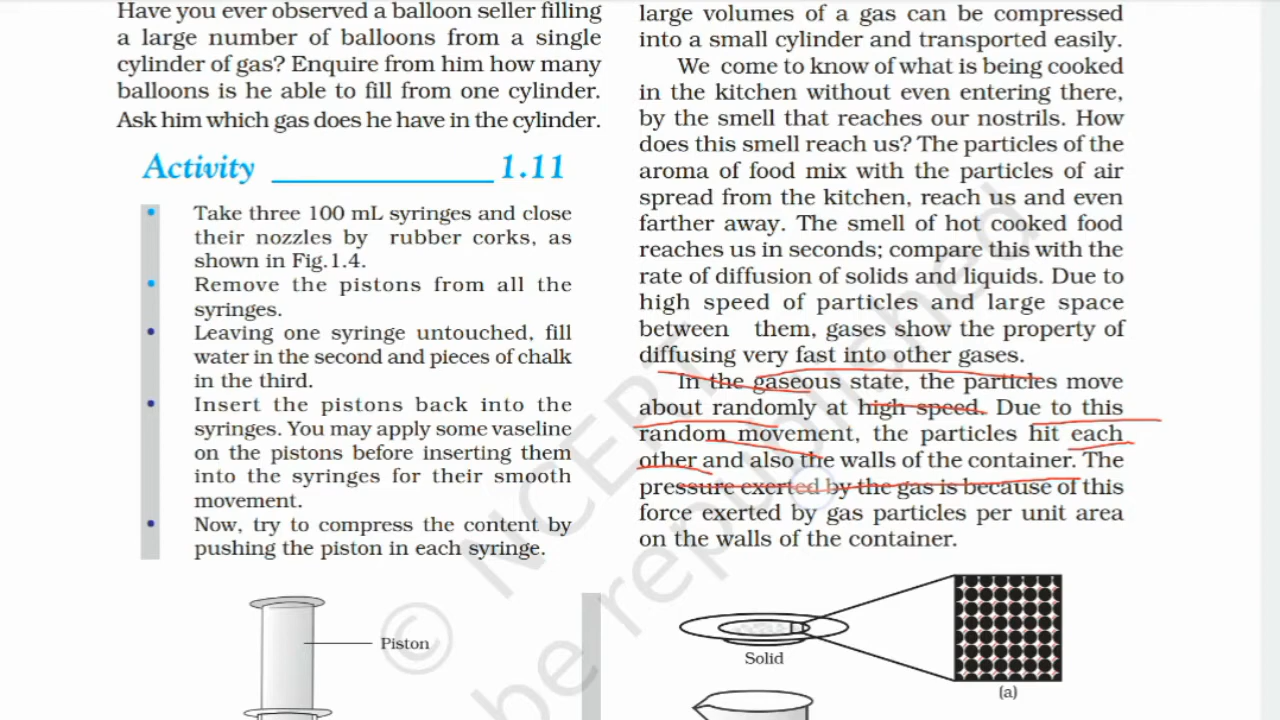 Have you ever observed a balloon seller filling
a large number of balloons from a single
cylinder of gas? Enquire from him how many
balloons is he able to fill from one cylinder.
Ask him which gas does he have in the cylinder.
Activity 1.11
• Take three 100 mL syringes and close
their nozzles by rubber corks, as
shown in Fig.1.4.
• Remove the pistons from all the
syringes.
• Leaving one syringe untouched, fill
water in the second and pieces of chalk
in the third.
• Insert the pistons back into the
syringes. You may apply some vaseline
on the pistons before inserting them
into the syringes for their smooth
movement.
• Now, try to compress the content by
pushing the piston in each syringe.
Piston
large volumes of a gas can be compressed
into a small cylinder and transported easily.
We come to know of what is being cooked
in the kitchen without even entering there,
by the smell that reaches our nostrils. How
does this smell reach us? The particles of the
aroma of food mix with the particles of air
spread from the kitchen, reach us and even
farther away. The smell of hot cooked food
reaches us in seconds; compare this with the
rate of diffusion of solids and liquids. Due to
high speed of particles and large space
between them, gases show the property of
diffusing very fast into other gases.
In the gaseous state, the particles move
about randomly at high speed. Due to this
random movement, the particles hit each
other and also the walls of the container. The
pressure exerted by the gas is because of this
force exerted by gas particles per unit area
on the walls of the container.
Solid
(a)
© NCERT
be republished